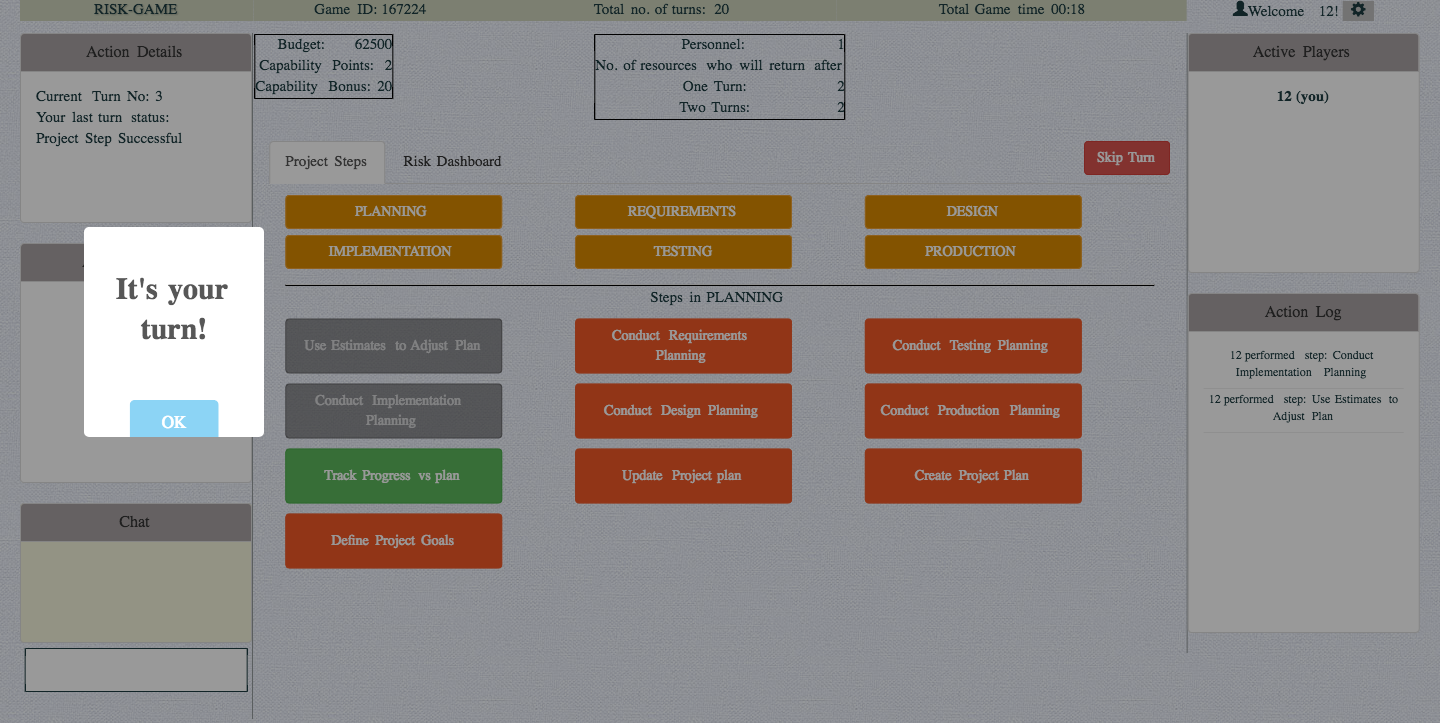 RISK-GAME
Game ID: 167224
Total no. of turns: 20
Total Game time 00:18
Welcome 12!
Action Details
Current Turn No: 3
Your last turn status:
Project Step Successful
Budget: 62500
Capability Points: 2
Capability Bonus: 20
Personnel: 1
No. of resources who will return after
One Turn: 2
Two Turns: 2
Active Players
12 (you)
Project Steps
Risk Dashboard
Skip Turn
PLANNING
REQUIREMENTS
DESIGN
IMPLEMENTATION
TESTING
PRODUCTION
It's your
turn!
OK
Steps in PLANNING
Use Estimates to Adjust Plan
Conduct Requirements
Planning
Conduct Testing Planning
Conduct Implementation
Planning
Conduct Design Planning
Conduct Production Planning
Track Progress vs plan
Update Project plan
Create Project Plan
Define Project Goals
Action Log
12 performed step: Conduct
Implementation Planning
12 performed step: Use Estimates to
Adjust Plan
Chat